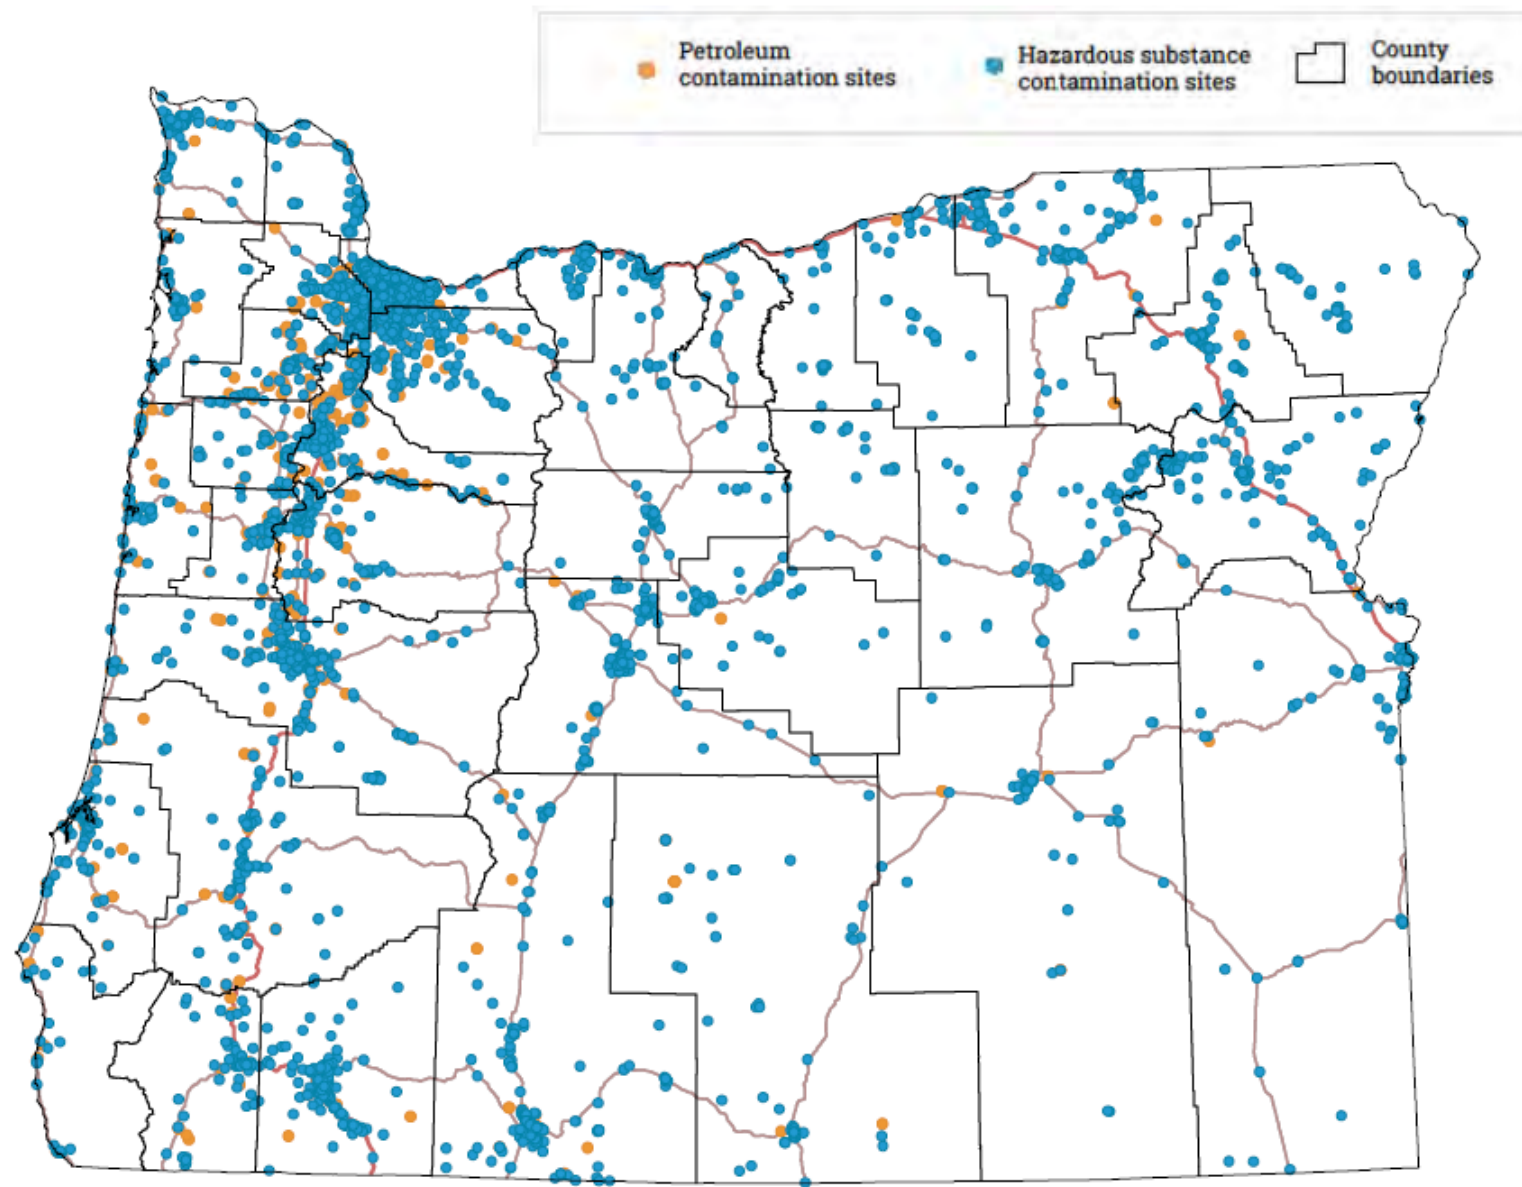 Petroleum
contamination sites
Hazardous substance
contamination sites
County
boundaries